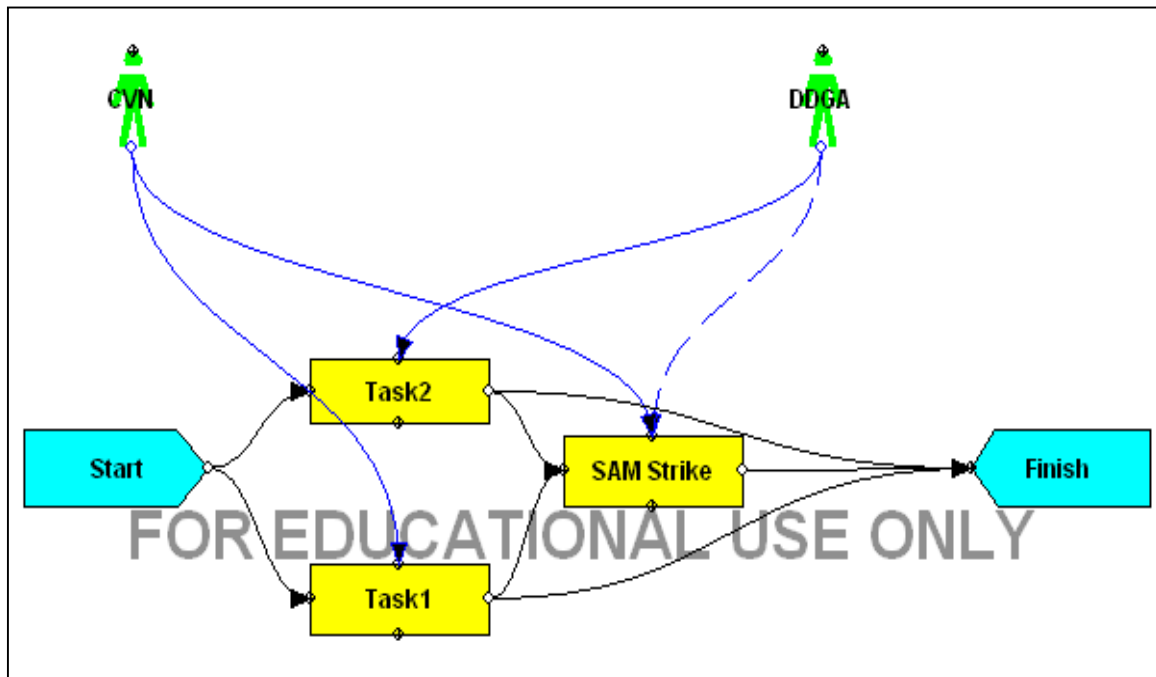 CVN
DDGA
Task2
Start
SAM Strike
Finish
FOR EDUCATIONAL USE ONLY
Task1